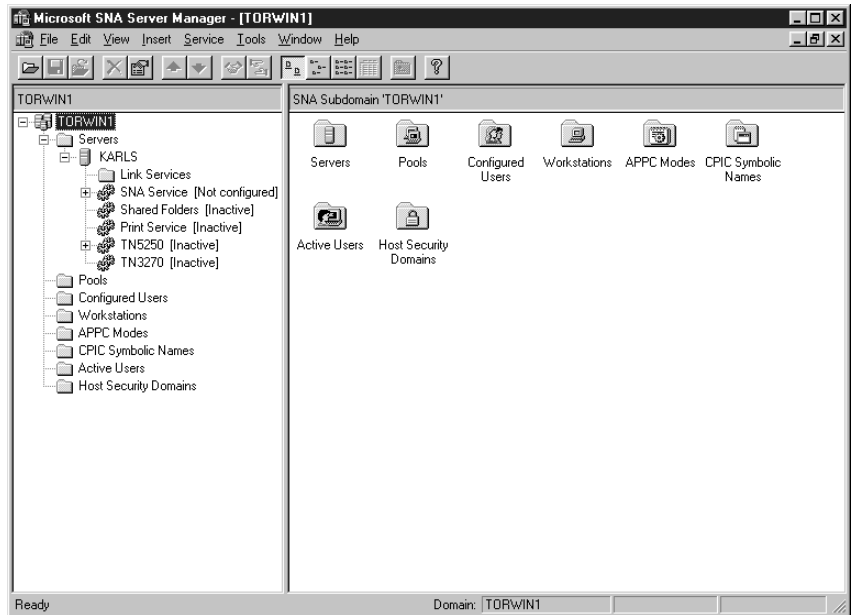 Microsoft SNA Server Manager - [TORWIN1]
File Edit View Insert Service Tools Window Help
TORWIN1
SNA Subdomain 'TORWIN1'
TORWIN1
Servers
KARLS
Link Services
SNA Service [Not configured]
Shared Folders [Inactive]
Print Service [Inactive]
TN5250 [Inactive]
TN3270 [Inactive]
Pools
Configured Users
Workstations
APPC Modes
CPIC Symbolic Names
Active Users
Host Security Domains
Servers
Pools
Configured
Users
Workstations
APPC Modes
CPIC Symbolic
Names
Active Users
Host Security
Domains
Ready
Domain: TORWIN1